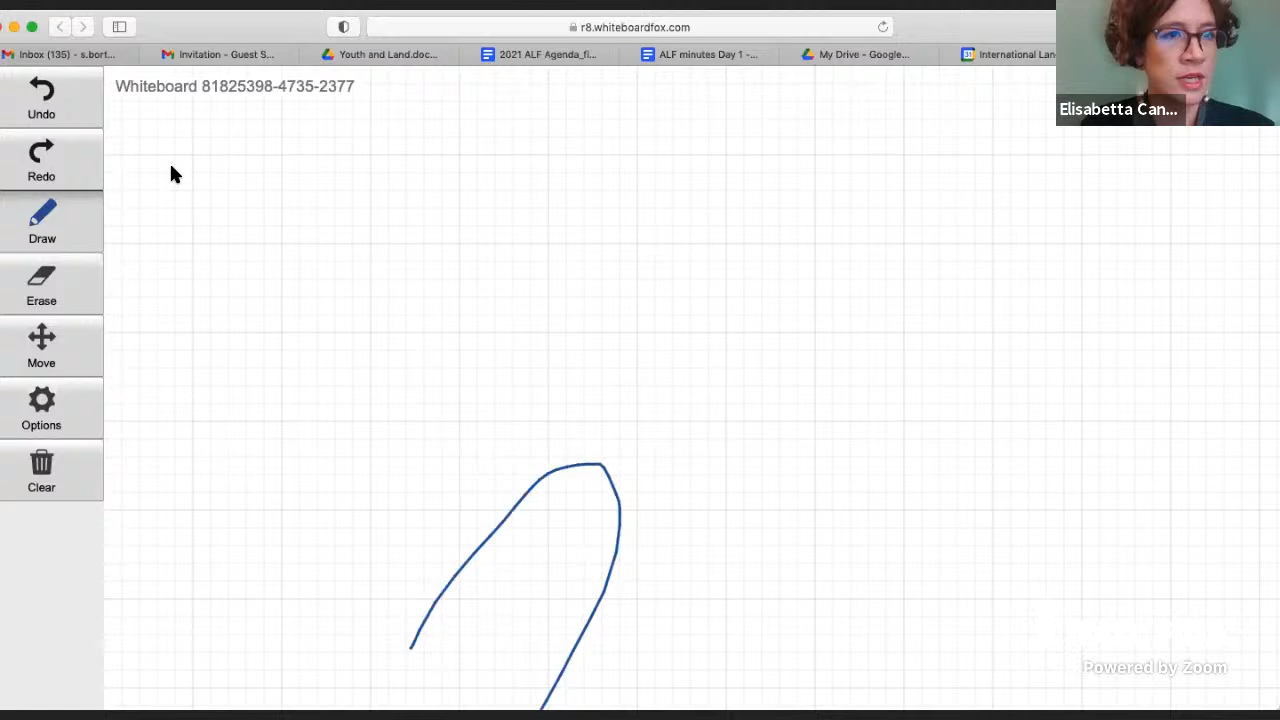 r8.whiteboardfox.com
Inbox (135) - s.bort...
Invitation - Guest S...
Youth and Land.doc...
2021 ALF Agenda_fi...
ALF minutes Day 1 -...
My Drive - Google...
31
International Lan
Elisabetta Can...
Whiteboard 81825398-4735-2377
Undo
Redo
Draw
Erase
Move
Options
Clear
Powered by Zoom